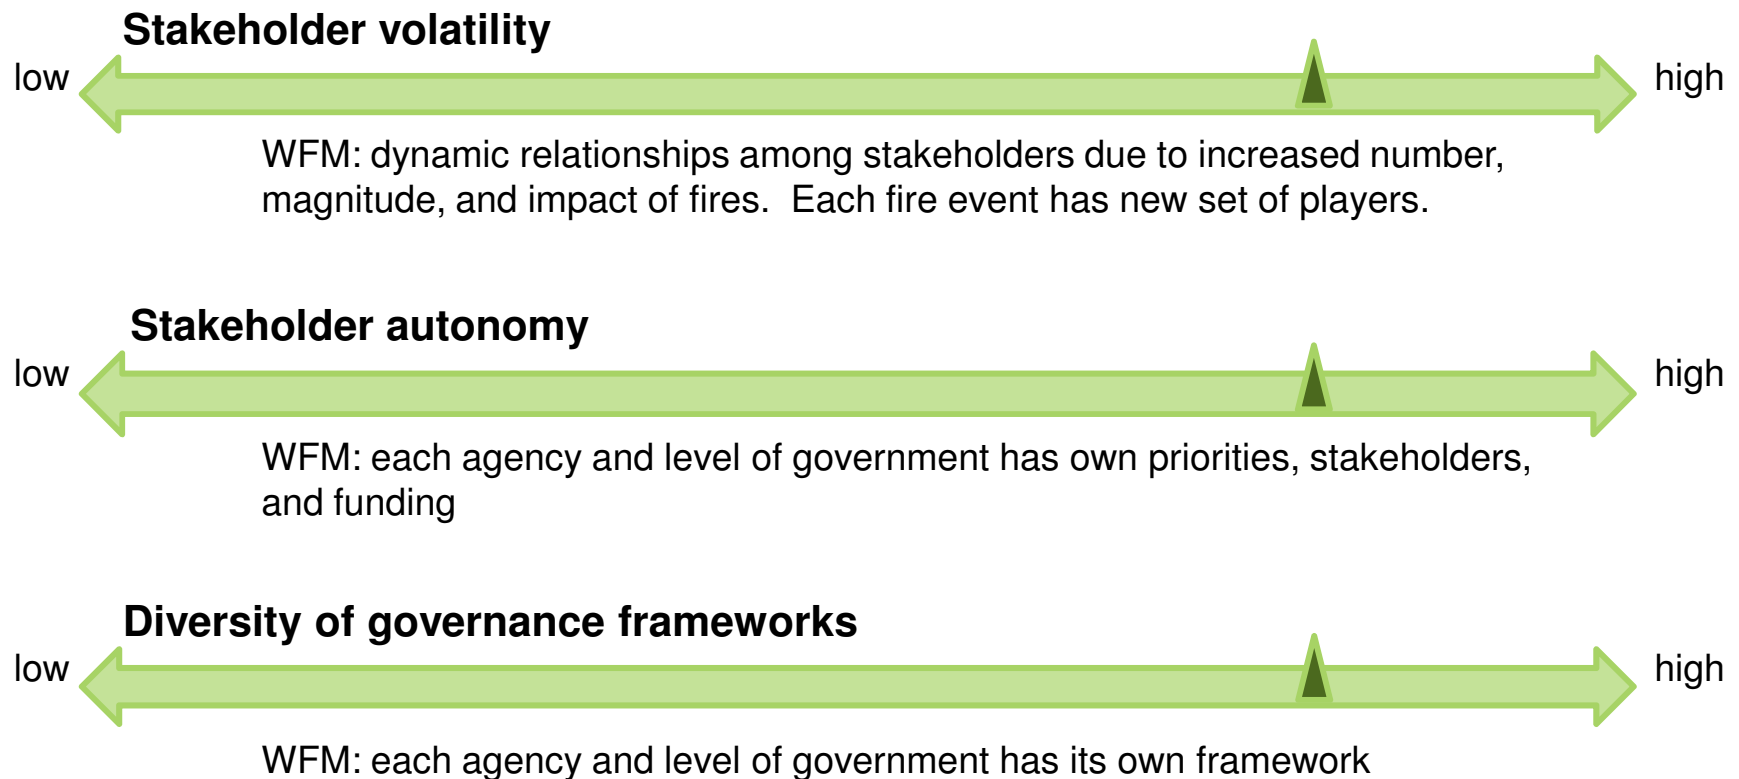 Stakeholder volatility
low
high
WFM: dynamic relationships among stakeholders due to increased number,
magnitude, and impact of fires.  Each fire event has new set of players.
Stakeholder autonomy
low
high
WFM: each agency and level of government has own priorities, stakeholders,
and funding
Diversity of governance frameworks
low
high
WFM: each agency and level of government has its own framework